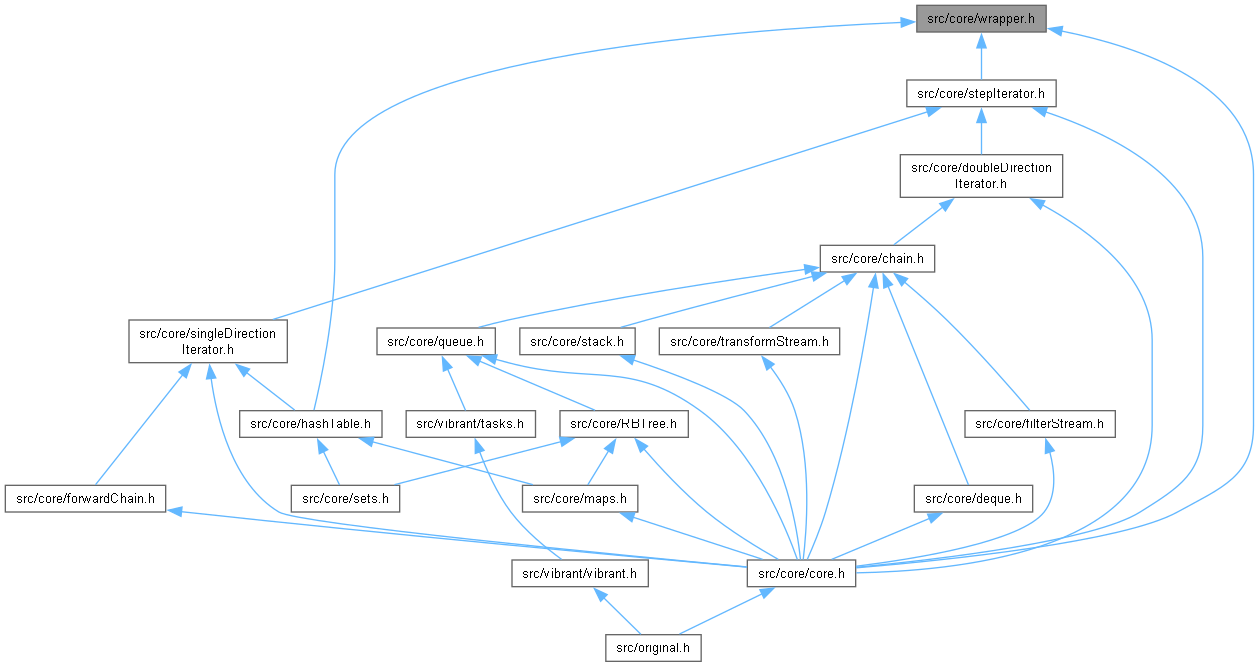 src/core/wrapper.h
src/core/stepIterator.h
src/core/doubleDirection
Iterator.h
src/core/chain.h
src/core/singleDirection
Iterator.h
src/core/queue.h
src/core/stack.h
src/core/transformStream.h
src/core/hashTable.h
src/vibrant/tasks.h
src/core/RBTree.h
src/core/filterStream.h
src/core/forwardChain.h
src/core/sets.h
src/core/maps.h
src/core/deque.h
src/vibrant/vibrant.h
src/core/core.h
src/original.h